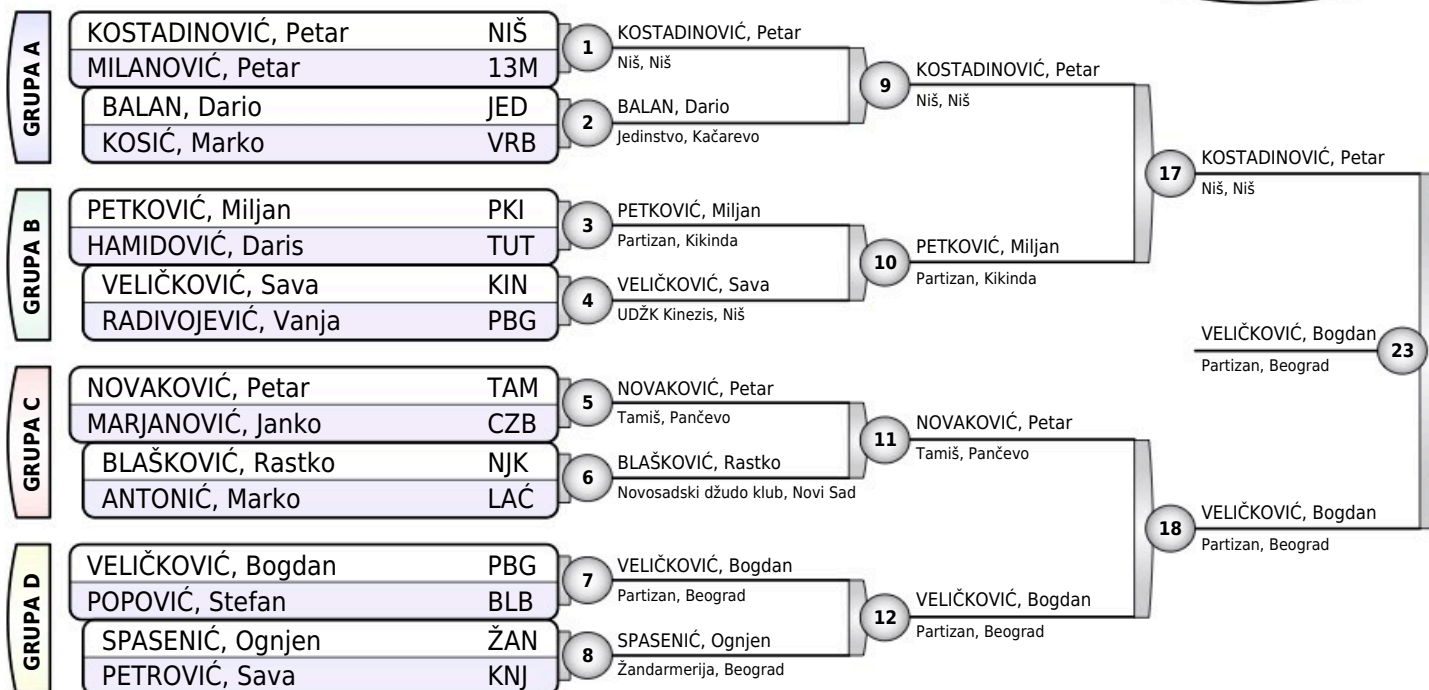 GRUPA A
KOSTADINOVIĆ, Petar NIŠ
MILANOVIĆ, Petar 13M
BALAN, Dario JED
KOSIĆ, Marko VRB
GRUPA B
PETKOVIĆ, Miljan PKI
HAMIDOVIĆ, Daris TUT
VELIČKOVIĆ, Sava KIN
RADIVOJEVIĆ, Vanja PBG
GRUPA C
NOVAKOVIĆ, Petar TAM
MARJANOVIĆ, Janko CZB
BLAŠKOVIĆ, Rastko NJK
ANTONIĆ, Marko LAĆ
GRUPA D
VELIČKOVIĆ, Bogdan PBG
POPOVIĆ, Stefan BLB
SPASENIĆ, Ognjen ŽAN
PETROVIĆ, Sava KNJ
1
KOSTADINOVIĆ, Petar
Niš, Niš
2
BALAN, Dario
Jedinstvo, Kačarevo
3
PETKOVIĆ, Miljan
Partizan, Kikinda
4
VELIČKOVIĆ, Sava
UDŽK Kinezis, Niš
5
NOVAKOVIĆ, Petar
Tamiš, Pančevo
6
BLAŠKOVIĆ, Rastko
Novosadski džudo klub, Novi Sad
7
VELIČKOVIĆ, Bogdan
Partizan, Beograd
8
SPASENIĆ, Ognjen
Žandarmerija, Beograd
9
KOSTADINOVIĆ, Petar
Niš, Niš
10
PETKOVIĆ, Miljan
Partizan, Kikinda
11
NOVAKOVIĆ, Petar
Tamiš, Pančevo
12
VELIČKOVIĆ, Bogdan
Partizan, Beograd
17
KOSTADINOVIĆ, Petar
Niš, Niš
18
VELIČKOVIĆ, Bogdan
Partizan, Beograd
VELIČKOVIĆ, Bogdan
Partizan, Beograd
23